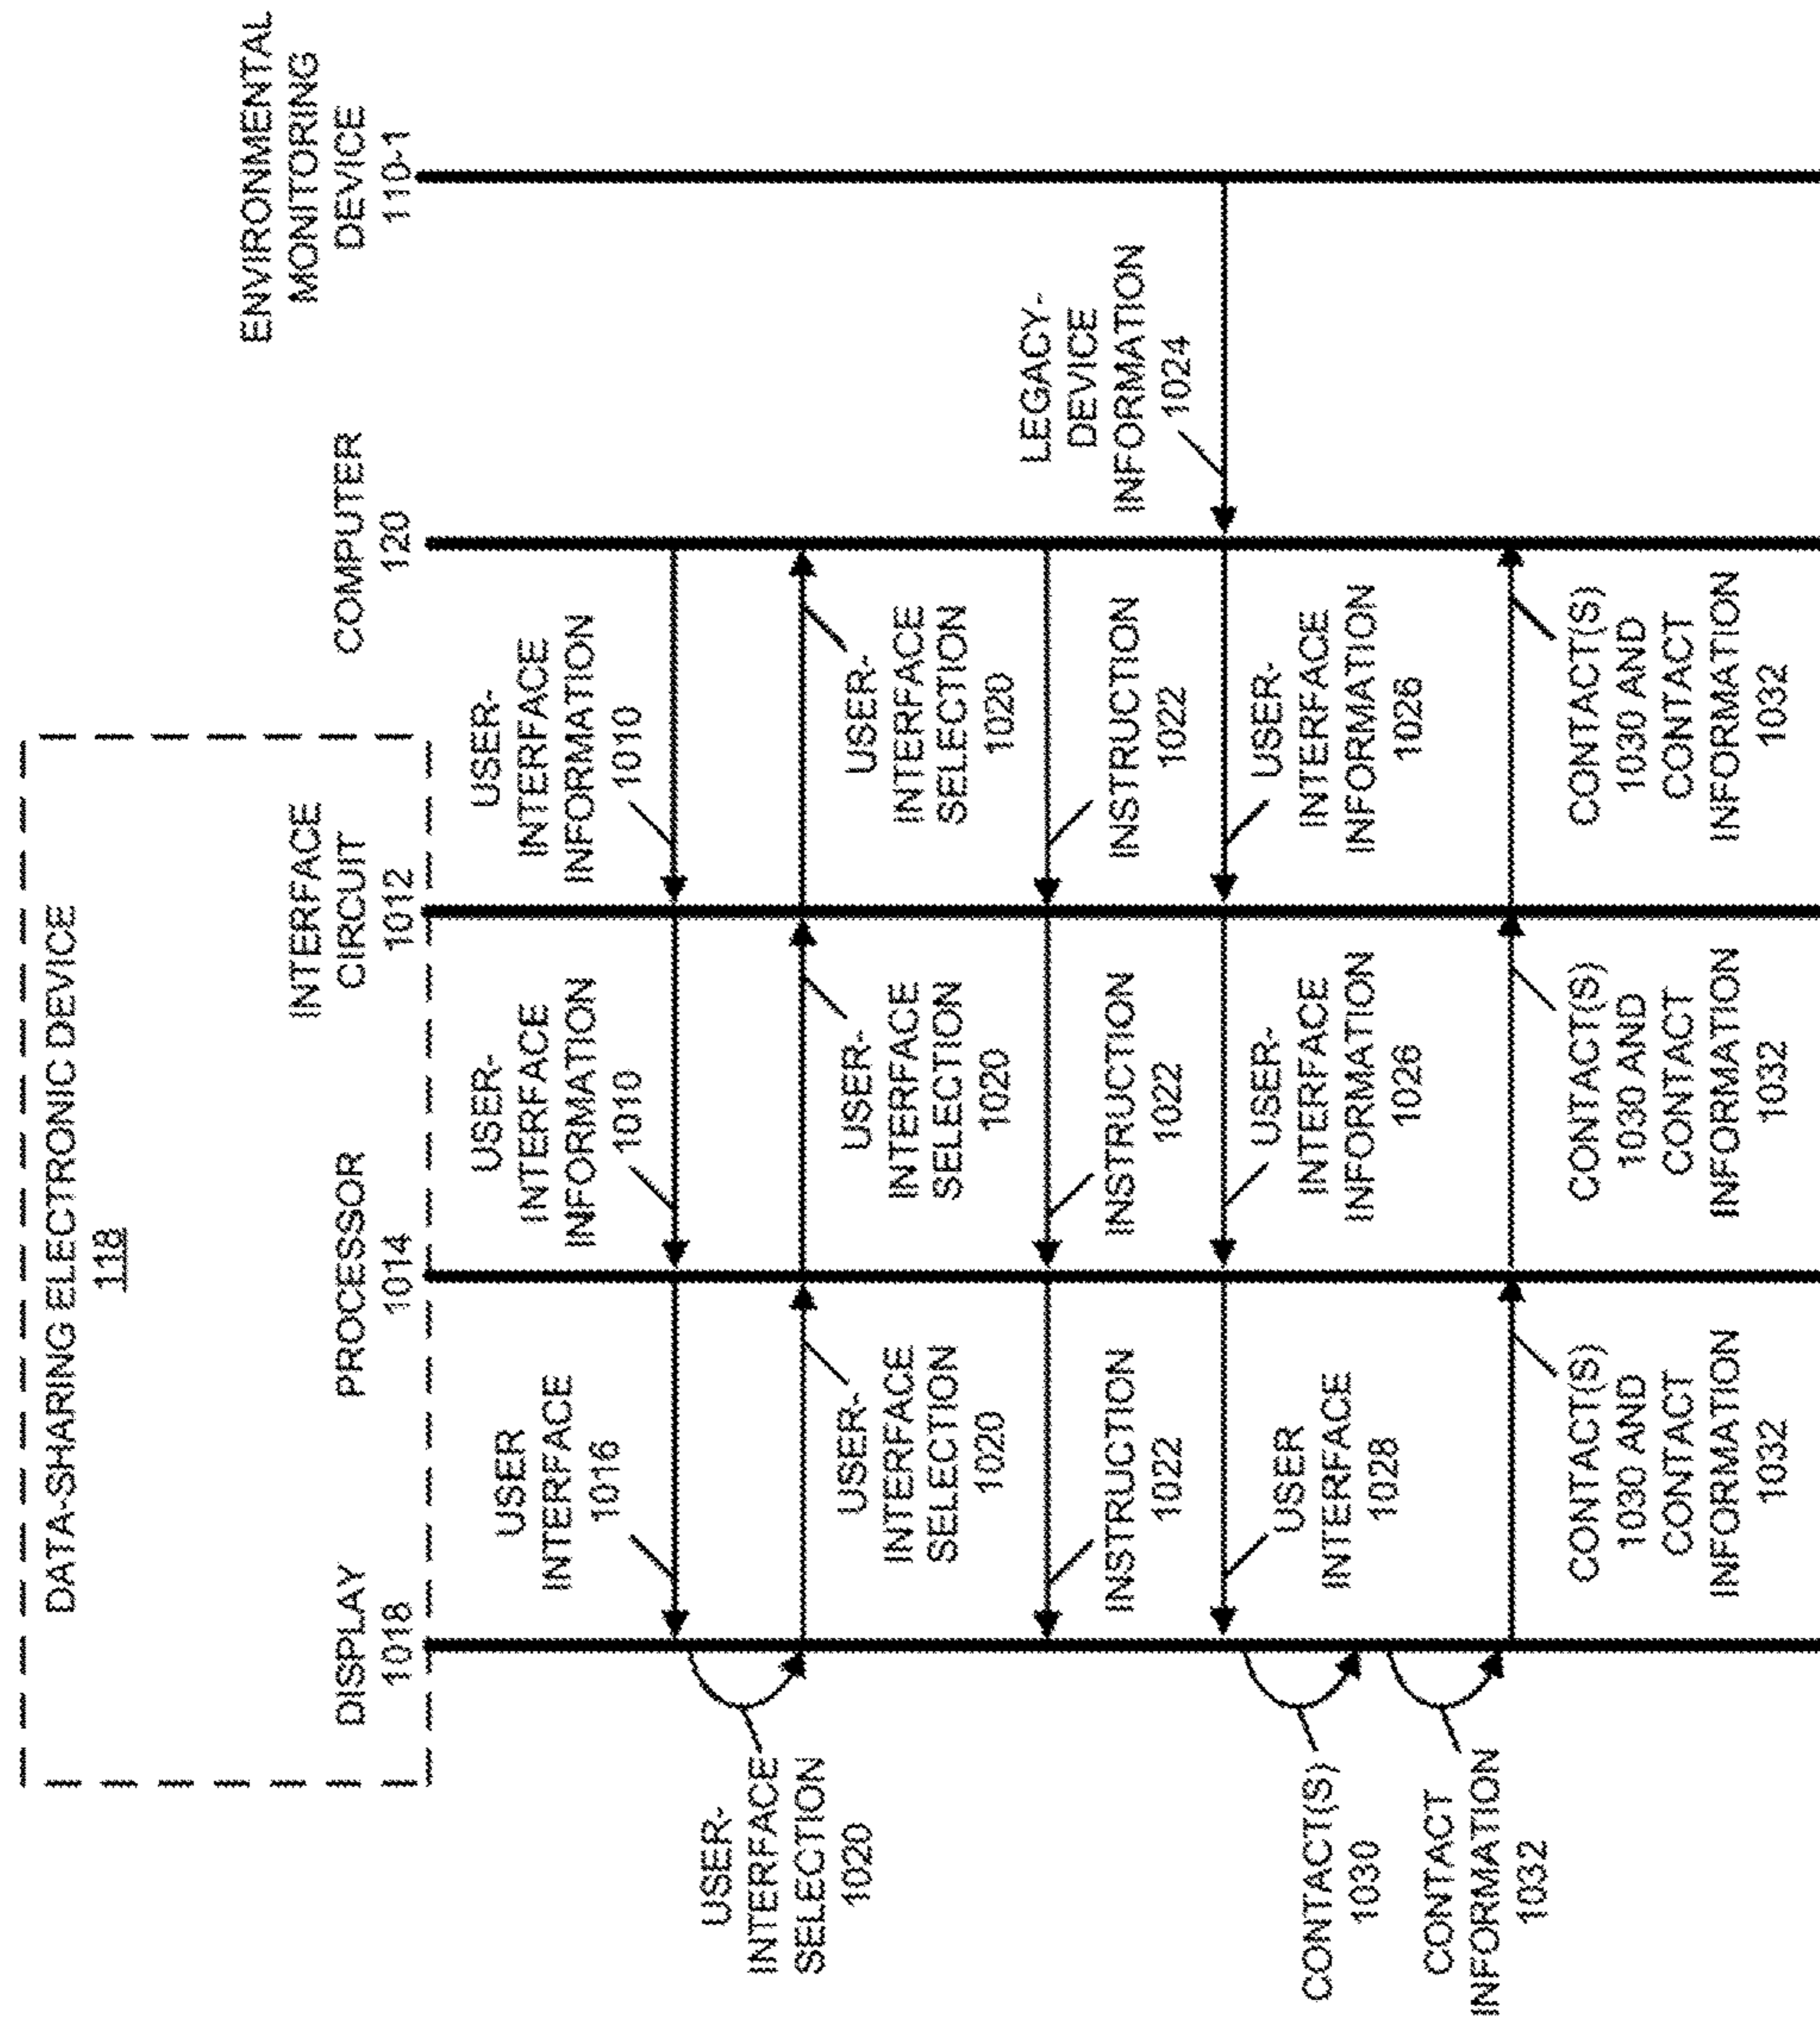 DATA-SHARING ELECTRONIC DEVICE
118
DISPLAY
1018
PROCESSOR
1014
INTERFACE
CIRCUIT
1012
COMPUTER
120
ENVIRONMENTAL
MONITORING
DEVICE
110-1
USER
INTERFACE
1016
USER-
INTERFACE
INFORMATION
1010
USER-
INTERFACE
INFORMATION
1010
USER-
INTERFACE
SELECTION
1020
USER-
INTERFACE
SELECTION
1020
USER-
INTERFACE
SELECTION
1020
USER-
INTERFACE
SELECTION
1020
INSTRUCTION
1022
INSTRUCTION
1022
INSTRUCTION
1022
LEGACY-
DEVICE
INFORMATION
1024
USER
INTERFACE
1028
USER-
INTERFACE
INFORMATION
1026
USER-
INTERFACE
INFORMATION
1026
CONTACT(S)
1030
CONTACT
INFORMATION
1032
CONTACT(S)
1030 AND
CONTACT
INFORMATION
1032
CONTACT(S)
1030 AND
CONTACT
INFORMATION
1032
CONTACT(S)
1030 AND
CONTACT
INFORMATION
1032